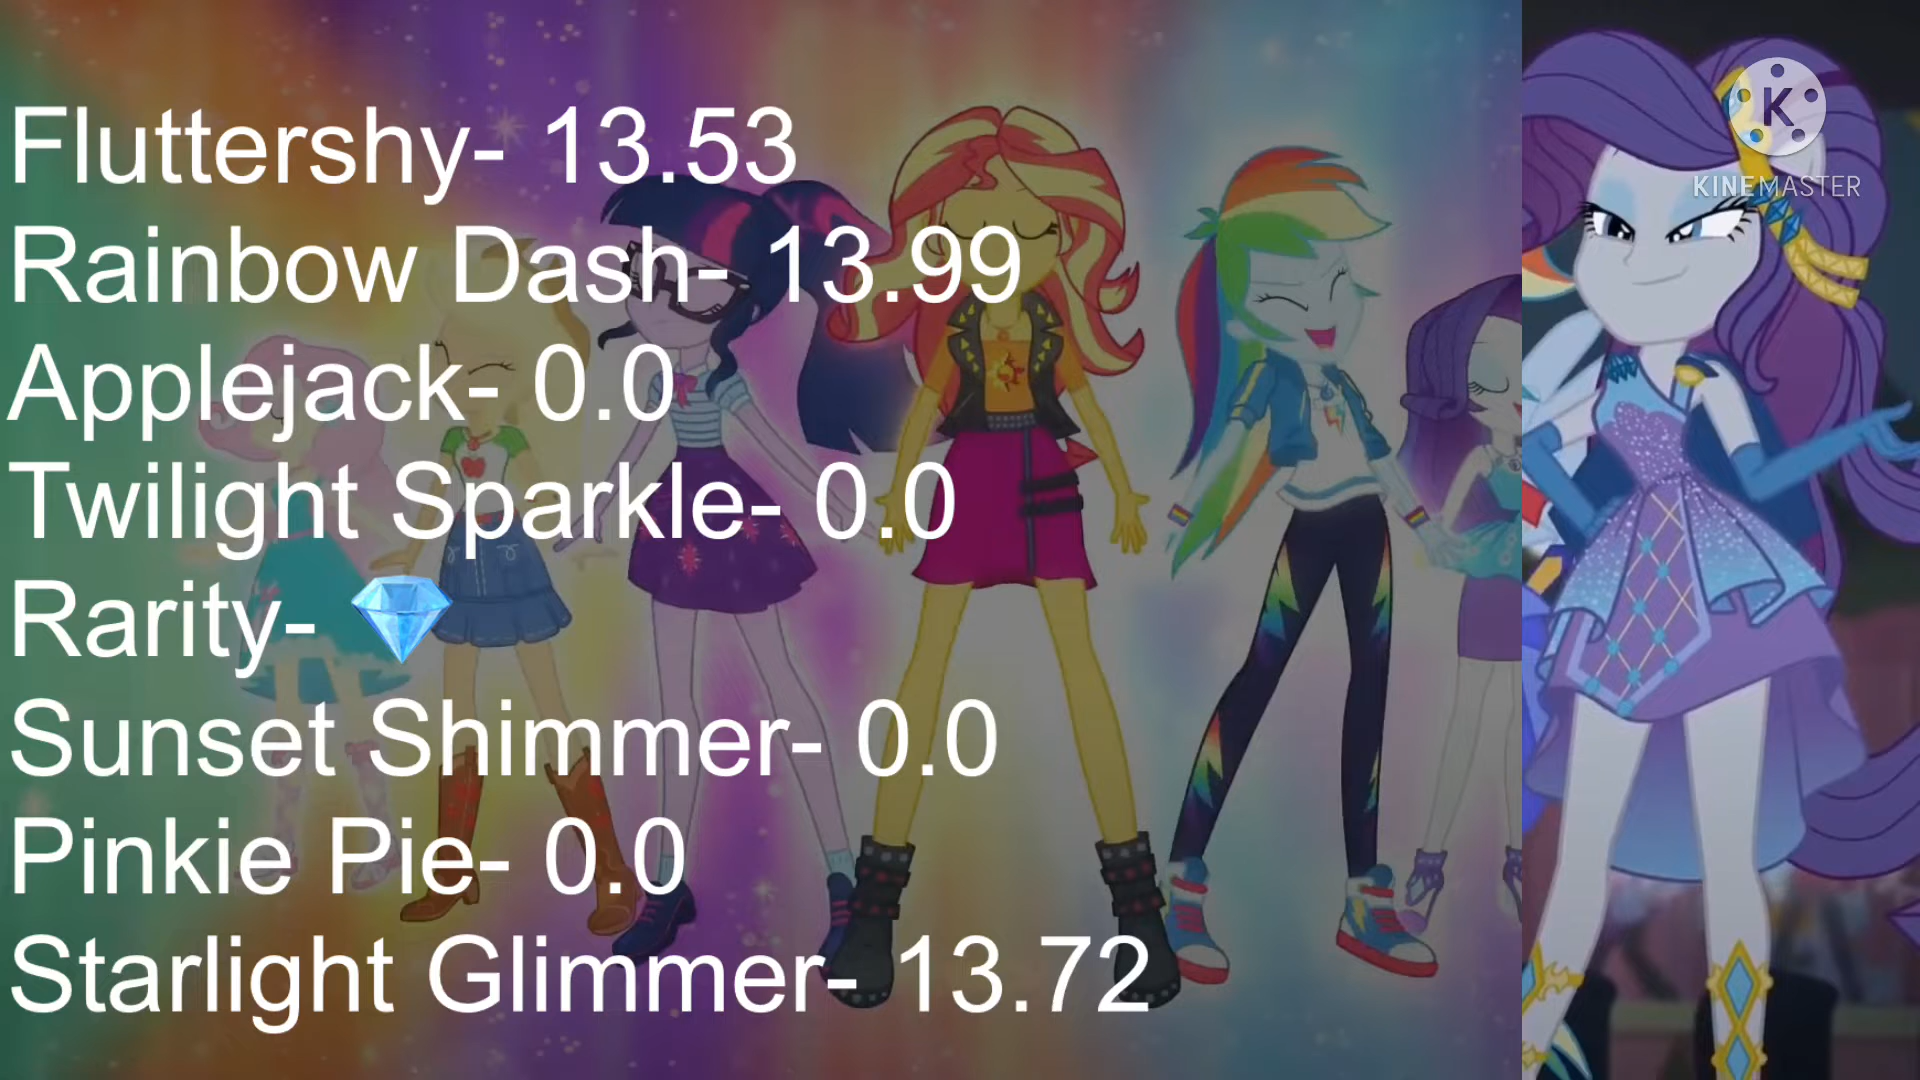 Fluttershy- 13.53
Rainbow Dash- 13.99
Applejack- 0.0
Twilight Sparkle- 0.0
Rarity- 💎
Sunset Shimmer- 0.0
Pinkie Pie- 0.0
Starlight Glimmer- 13.72
K
KINEMASTER